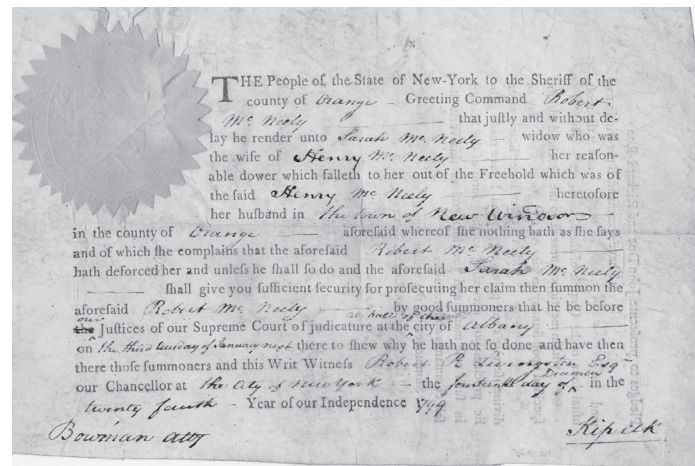 THE People of the State of New-York to the Sheriff of the
county of Orange – Greeting Command Robert
Mc Neely that justly and without de-
lay he render unto Sarah Mc Neely widow who was
the wife of Henry Mc Neely her reason-
able dower which falleth to her out of the Freehold which was of
the said Henry Mc Neely heretofore
her husband in the town of New Windsor
in the county of Orange aforesaid whereof she nothing hath as she says
and of which she complains that the aforesaid Robert Mc Neely
hath deforced her and unless he shall so do and the aforesaid Sarah Mc Neely
shall give you sufficient security for prosecuting her claim then summon the
aforesaid Robert Mc Neely by good summoners that he be before
our the Justices of our Supreme Court of judicature at the city of Albany
on the third tuesday of January next there to shew why he hath not so done and have then
there those summoners and this Writ Witness Robert R Livingston Esq
our Chancellor at the City of New York the fourteenth day of in the
twenty fourth – Year of our Independence 1799
Bowman atty
Kip clk